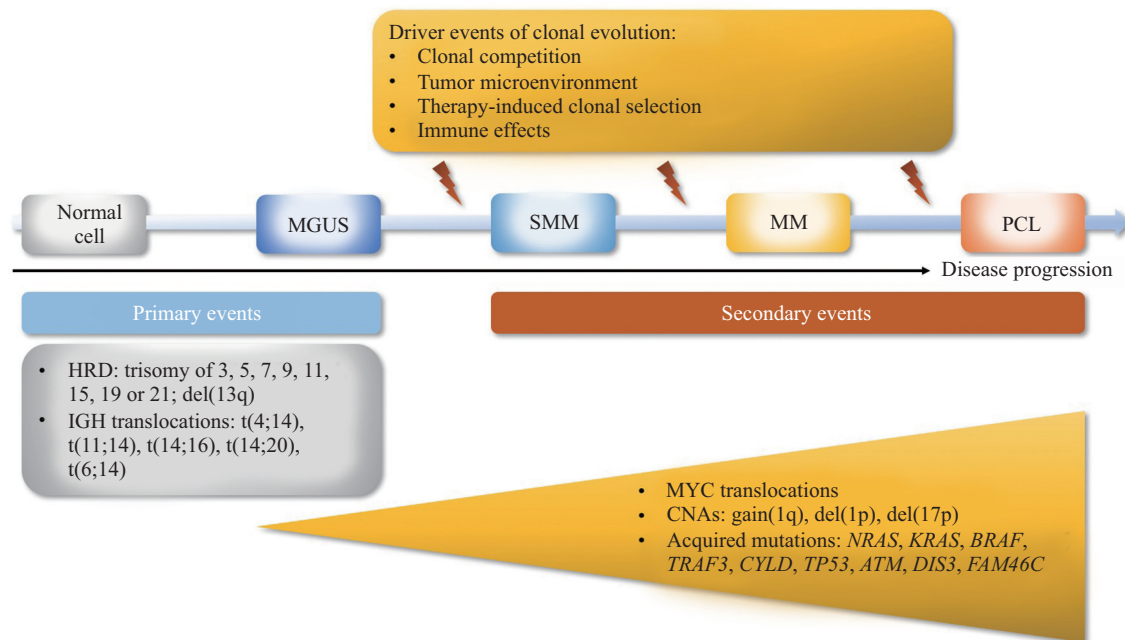 Driver events of clonal evolution:
• Clonal competition
• Tumor microenvironment
• Therapy-induced clonal selection
• Immune effects
Normal
cell
MGUS
SMM
MM
PCL
Disease progression
Primary events
Secondary events
• HRD: trisomy of 3, 5, 7, 9, 11,
15, 19 or 21; del(13q)
• IGH translocations: t(4;14),
t(11;14), t(14;16), t(14;20),
t(6;14)
• MYC translocations
• CNAs: gain(1q), del(1p), del(17p)
• Acquired mutations: NRAS, KRAS, BRAF,
TRAF3, CYLD, TP53, ATM, DIS3, FAM46C